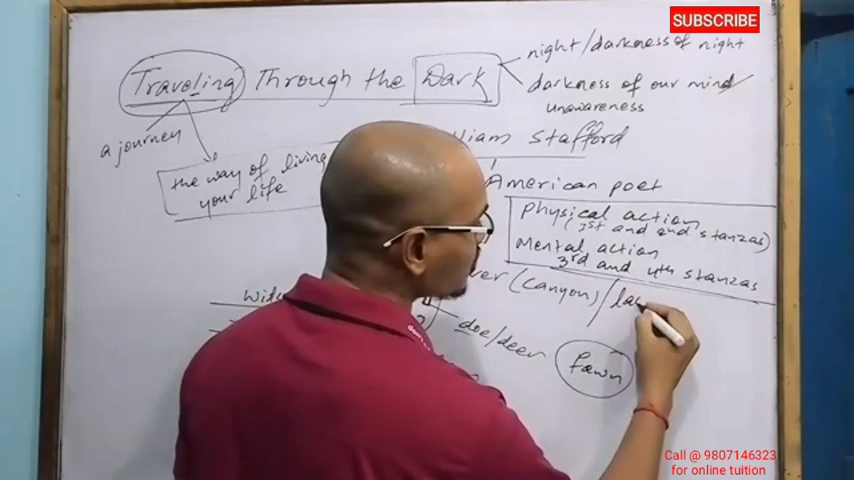 SUBSCRIBE
Traveling Through the Dark
night/darkness of night
darkness of our mind
unawareness
a journey
the way of living
your life
William Stafford
American poet
Physical action
(1st and 2nd stanzas)
Mental action
3rd and 4th stanzas
(canyon)/
doe/deer
fawn
Call @ 9807146323
for online tuition